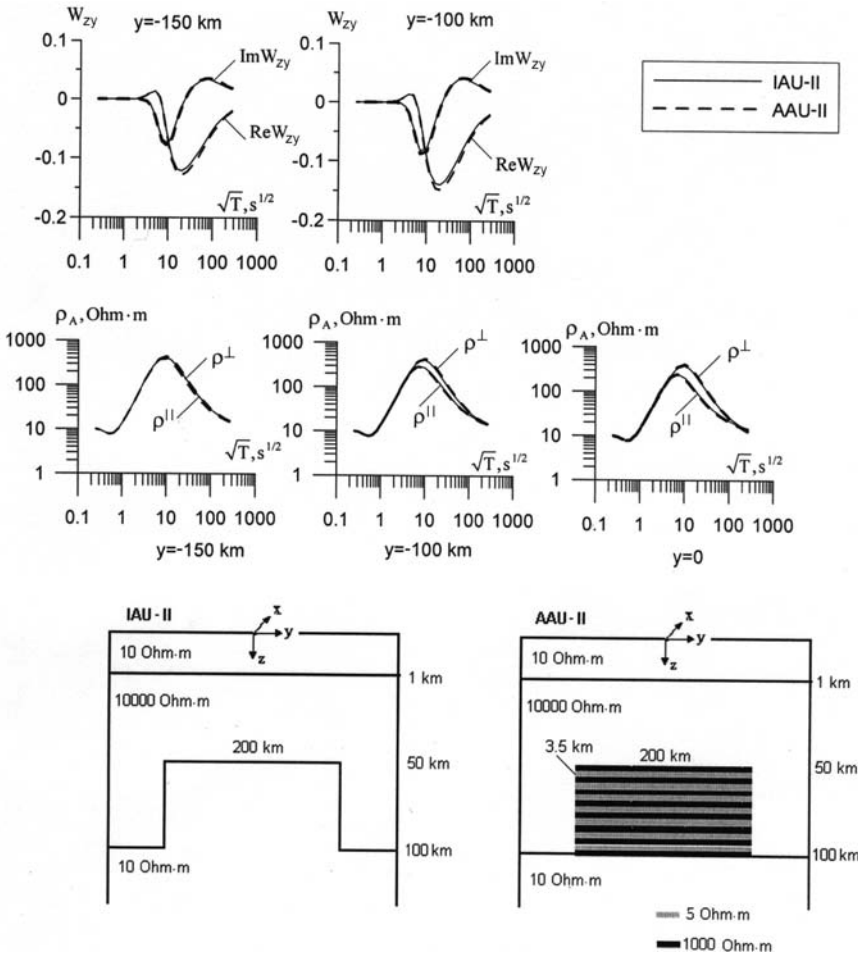 W_zy y=-150 km
0.1
0
-0.1
-0.2
ImW_zy
ReW_zy
√T, s^1/2
0.1 1 10 100 1000
W_zy y=-100 km
0.1
0
-0.1
-0.2
ImW_zy
ReW_zy
√T, s^1/2
0.1 1 10 100 1000
IAU-II
AAU-II
ρ_A, Ohm·m
1000
100
10
1
ρ^⊥
ρ^||
√T, s^1/2
0.1 1 10 100 1000
y=-150 km
ρ_A, Ohm·m
1000
100
10
1
ρ^⊥
ρ^||
√T, s^1/2
0.1 1 10 100 1000
y=-100 km
ρ_A, Ohm·m
1000
100
10
1
ρ^⊥
ρ^||
√T, s^1/2
0.1 1 10 100 1000
y=0
IAU-II
x
y
z
10 Ohm·m
1 km
10000 Ohm·m
200 km
50 km
100 km
10 Ohm·m
AAU-II
x
y
z
10 Ohm·m
1 km
10000 Ohm·m
3.5 km
200 km
50 km
100 km
10 Ohm·m
5 Ohm·m
1000 Ohm·m